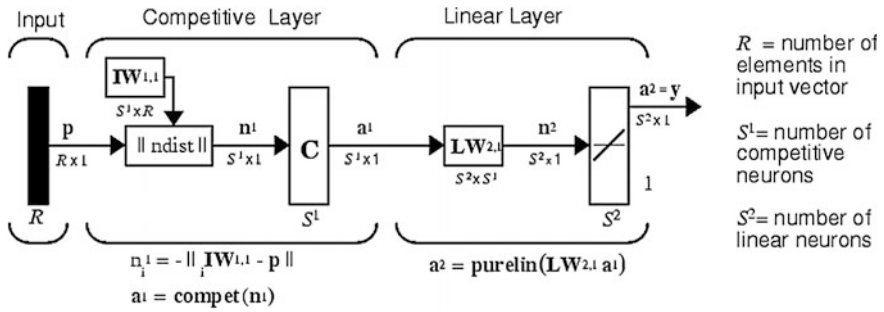 Input
Competitive Layer
Linear Layer
IW1,1
S1xR
p
Rx1
|| ndist ||
n1
S1x1
C
a1
S1x1
LW2,1
S2xS1
n2
S2x1
a2 = y
S2x1
1
R
S1
S2
ni1 = - || iIW1,1 - p ||
a1 = compet(n1)
a2 = purelin(LW2,1 a1)
R = number of
elements in
input vector
S1= number of
competitive
neurons
S2= number of
linear neurons